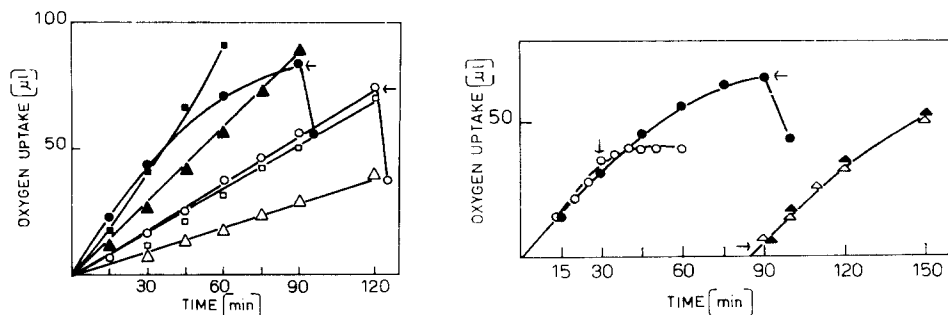 100
50
OXYGEN UPTAKE [µl]
30 60 90 120
TIME [min]
50
OXYGEN UPTAKE [µl]
15 30 60 90 120 150
TIME [min]